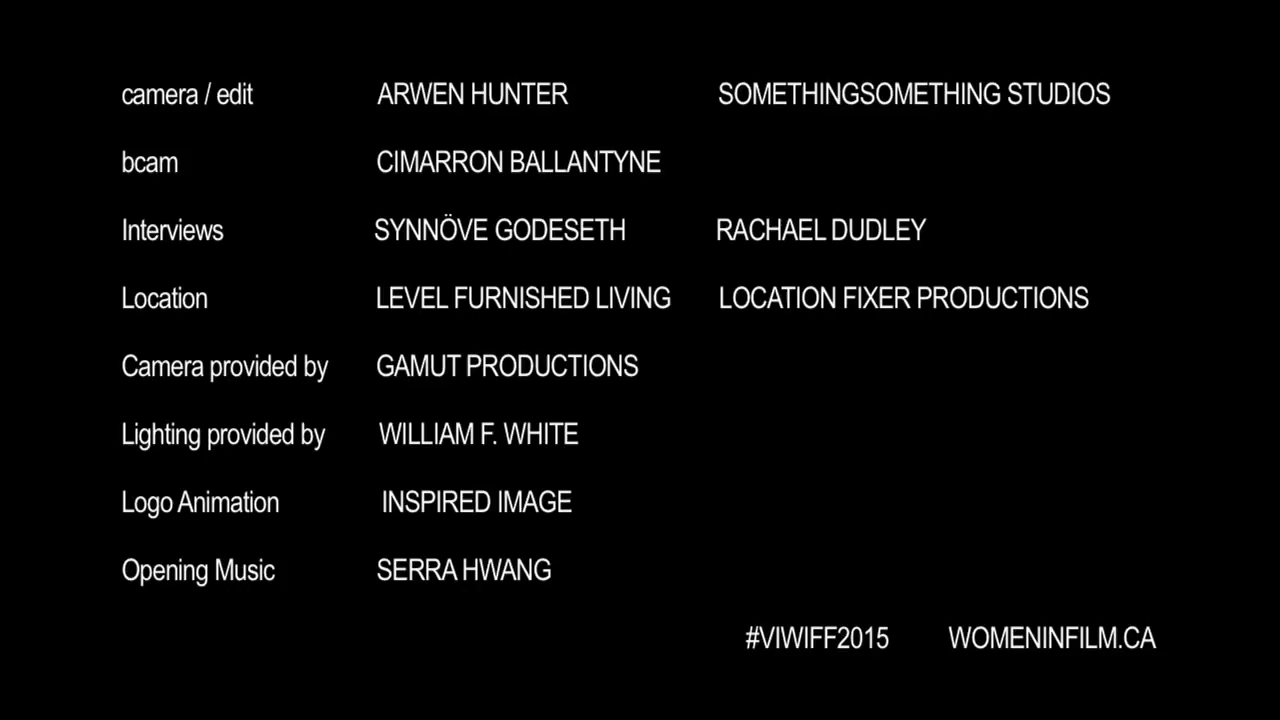 camera / edit ARWEN HUNTER SOMETHINGSOMETHING STUDIOS
bcam CIMARRON BALLANTYNE
Interviews SYNNÖVE GODESETH RACHAEL DUDLEY
Location LEVEL FURNISHED LIVING LOCATION FIXER PRODUCTIONS
Camera provided by GAMUT PRODUCTIONS
Lighting provided by WILLIAM F. WHITE
Logo Animation INSPIRED IMAGE
Opening Music SERRA HWANG
#VIWIFF2015 WOMENINFILM.CA